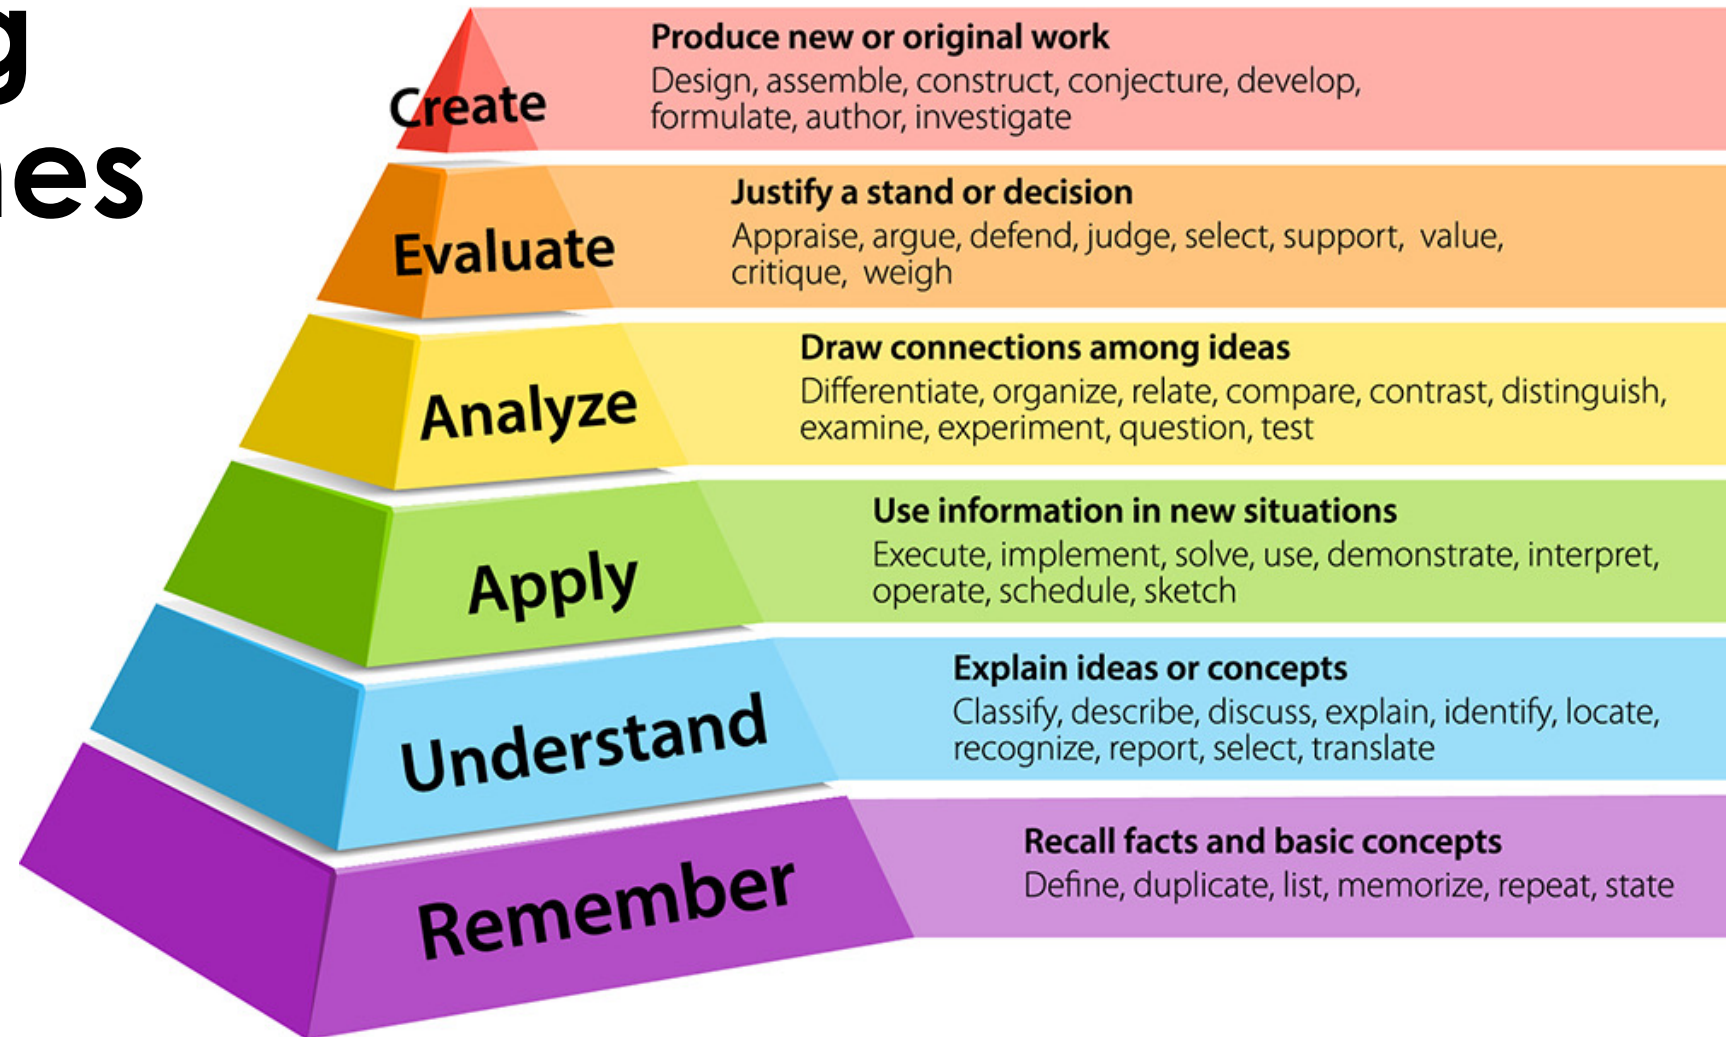 Create
Produce new or original work
Design, assemble, construct, conjecture, develop,
formulate, author, investigate
Evaluate
Justify a stand or decision
Appraise, argue, defend, judge, select, support, value,
critique, weigh
Analyze
Draw connections among ideas
Differentiate, organize, relate, compare, contrast, distinguish,
examine, experiment, question, test
Apply
Use information in new situations
Execute, implement, solve, use, demonstrate, interpret,
operate, schedule, sketch
Understand
Explain ideas or concepts
Classify, describe, discuss, explain, identify, locate,
recognize, report, select, translate
Remember
Recall facts and basic concepts
Define, duplicate, list, memorize, repeat, state